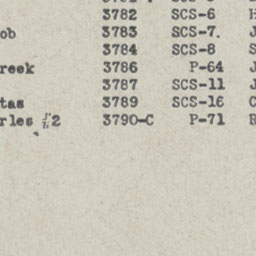 3782 SCS-6
ob 3783 SCS-7.
3784 SCS-8
reek 3786 P-64
3787 SCS-11
tas 3789 SCS-16
rles #2 3790-C P-71